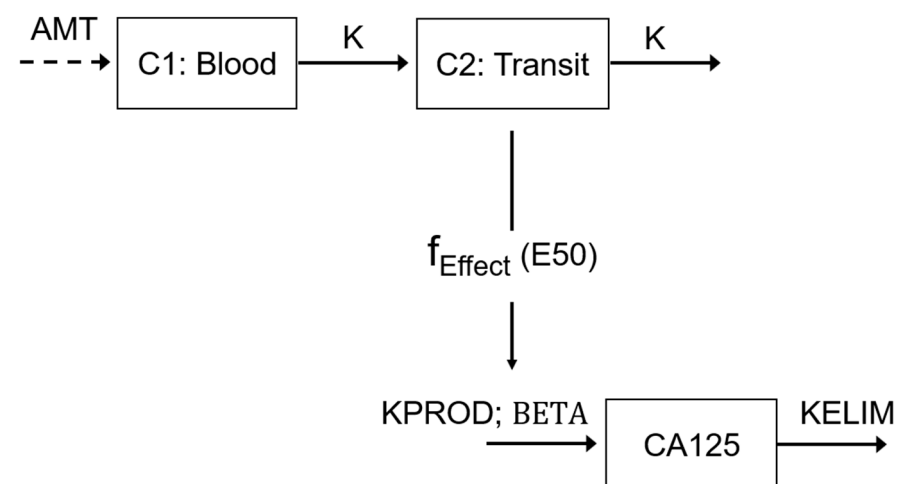 AMT
C1: Blood
K
C2: Transit
K
fEffect (E50)
KPROD; BETA
CA125
KELIM